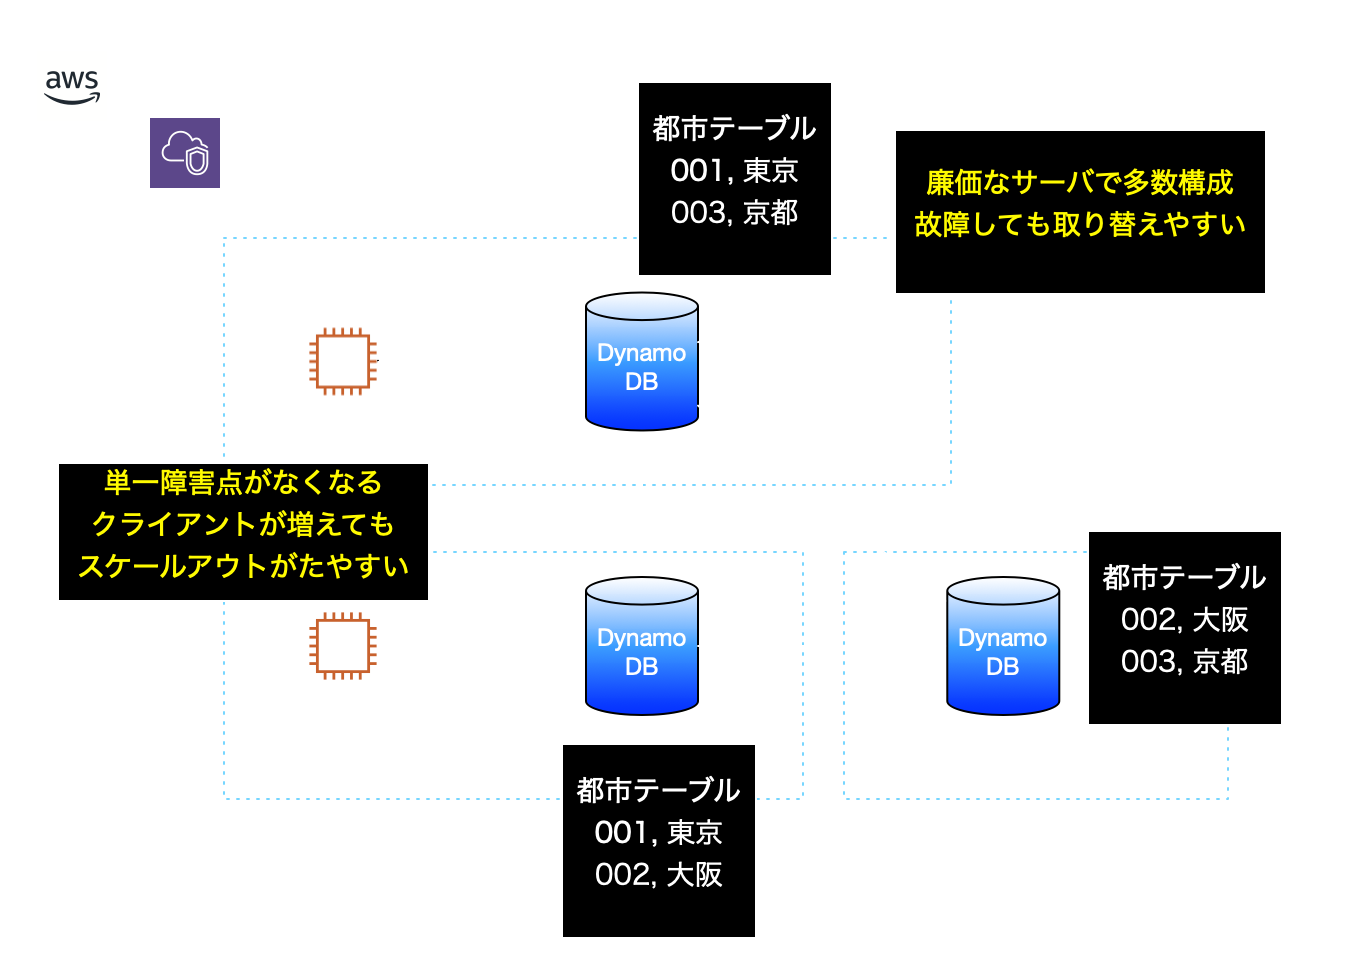 aws
都市テーブル
001, 東京
003, 京都
廉価なサーバで多数構成
故障しても取り替えやすい
Dynamo
DB
単一障害点がなくなる
クライアントが増えても
スケールアウトがたやすい
Dynamo
DB
Dynamo
DB
都市テーブル
002, 大阪
003, 京都
都市テーブル
001, 東京
002, 大阪